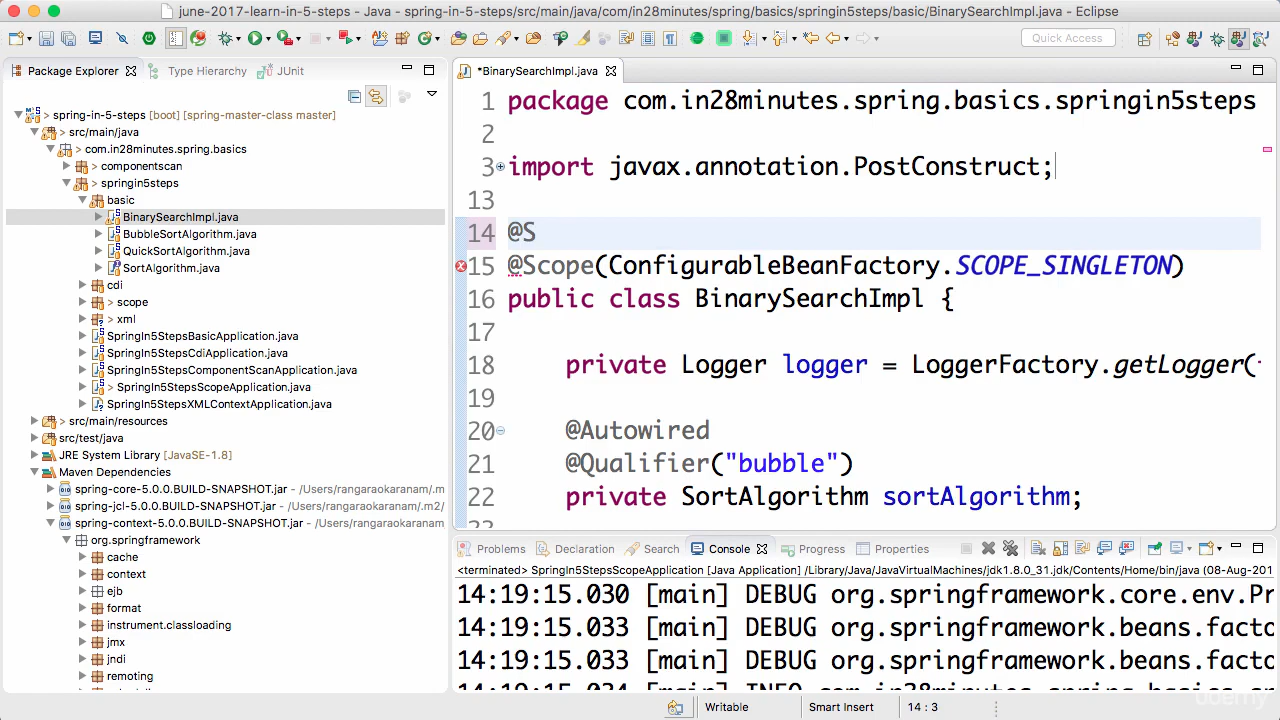 june-2017-learn-in-5-steps - Java - spring-in-5-steps/src/main/java/com/in28minutes/spring/basics/springin5steps/basic/BinarySearchImpl.java - Eclipse
Quick Access
Package Explorer
Type Hierarchy
JUnit
> spring-in-5-steps [boot] [spring-master-class master]
> src/main/java
> com.in28minutes.spring.basics
> componentscan
> springin5steps
basic
BinarySearchImpl.java
BubbleSortAlgorithm.java
QuickSortAlgorithm.java
SortAlgorithm.java
cdi
> scope
> xml
SpringIn5StepsBasicApplication.java
SpringIn5StepsCdiApplication.java
SpringIn5StepsComponentScanApplication.java
> SpringIn5StepsScopeApplication.java
SpringIn5StepsXMLContextApplication.java
> src/main/resources
src/test/java
JRE System Library [JavaSE-1.8]
Maven Dependencies
spring-core-5.0.0.BUILD-SNAPSHOT.jar - /Users/rangaraokaranam/.m
spring-jcl-5.0.0.BUILD-SNAPSHOT.jar - /Users/rangaraokaranam/.m2/
spring-context-5.0.0.BUILD-SNAPSHOT.jar - /Users/rangaraokaranam
org.springframework
cache
context
ejb
format
instrument.classloading
jmx
jndi
remoting
*BinarySearchImpl.java
1 package com.in28minutes.spring.basics.springin5steps
2
3 import javax.annotation.PostConstruct;
13
14 @S
15 @Scope(ConfigurableBeanFactory.SCOPE_SINGLETON)
16 public class BinarySearchImpl {
17
18 private Logger logger = LoggerFactory.getLogger(
19
20 @Autowired
21 @Qualifier("bubble")
22 private SortAlgorithm sortAlgorithm;
Problems
Declaration
Search
Console
Progress
Properties
<terminated> SpringIn5StepsScopeApplication [Java Application] /Library/Java/JavaVirtualMachines/jdk1.8.0_31.jdk/Contents/Home/bin/java (08-Aug-201
14:19:15.030 [main] DEBUG org.springframework.core.env.Pr
14:19:15.033 [main] DEBUG org.springframework.beans.facto
14:19:15.033 [main] DEBUG org.springframework.beans.facto
14:19:15.034 [main] INFO com.in28minutes.spring.basics.sp
Writable
Smart Insert
14 : 3
udemy